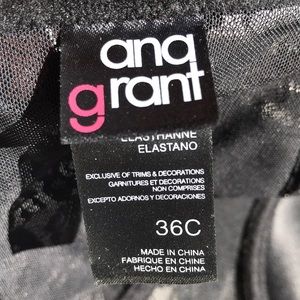 ana
grant
ELASTHANNE
ELASTANO
EXCLUSIVE OF TRIMS & DECORATIONS
GARNITURES ET DECORATIONS
NON COMPRISES
EXCEPTO ADORNOS Y DECORACIONES
36C
MADE IN CHINA
FABRIQUE EN CHINE
HECHO EN CHINA